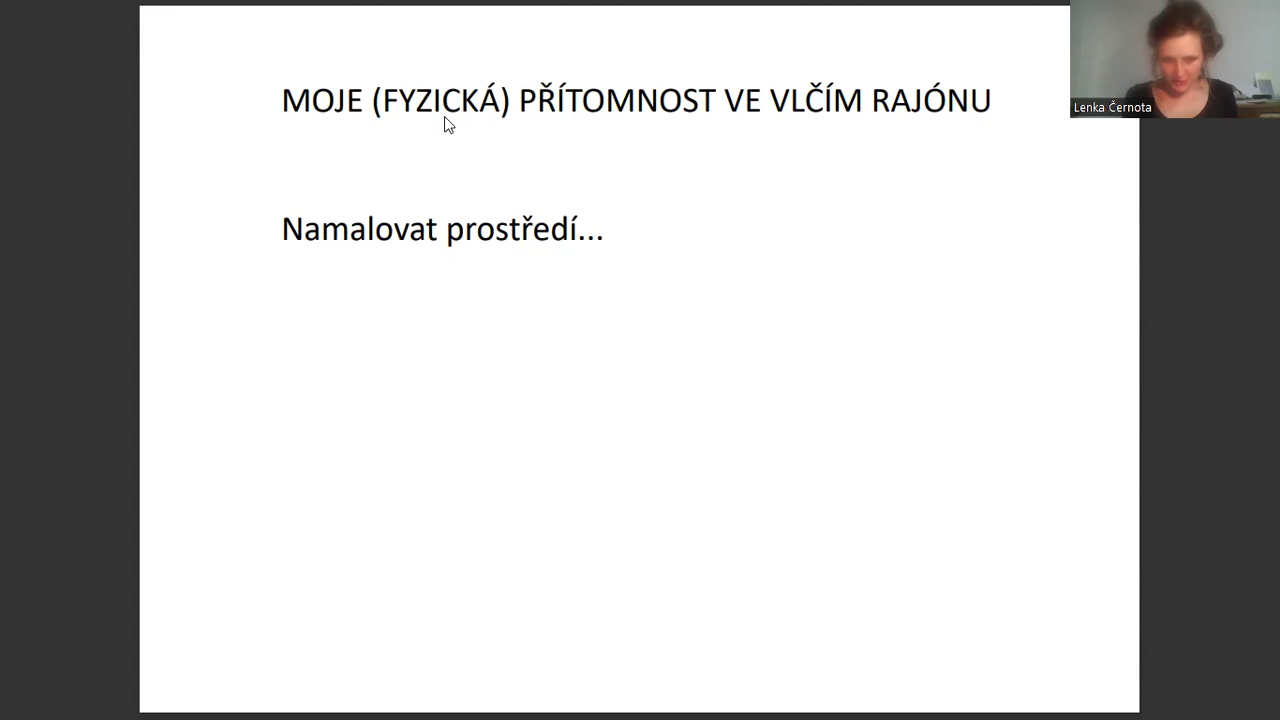 MOJE (FYZICKÁ) PŘÍTOMNOST VE VLČÍM RAJÓNU
Lenka Černota
Namalovat prostředí...